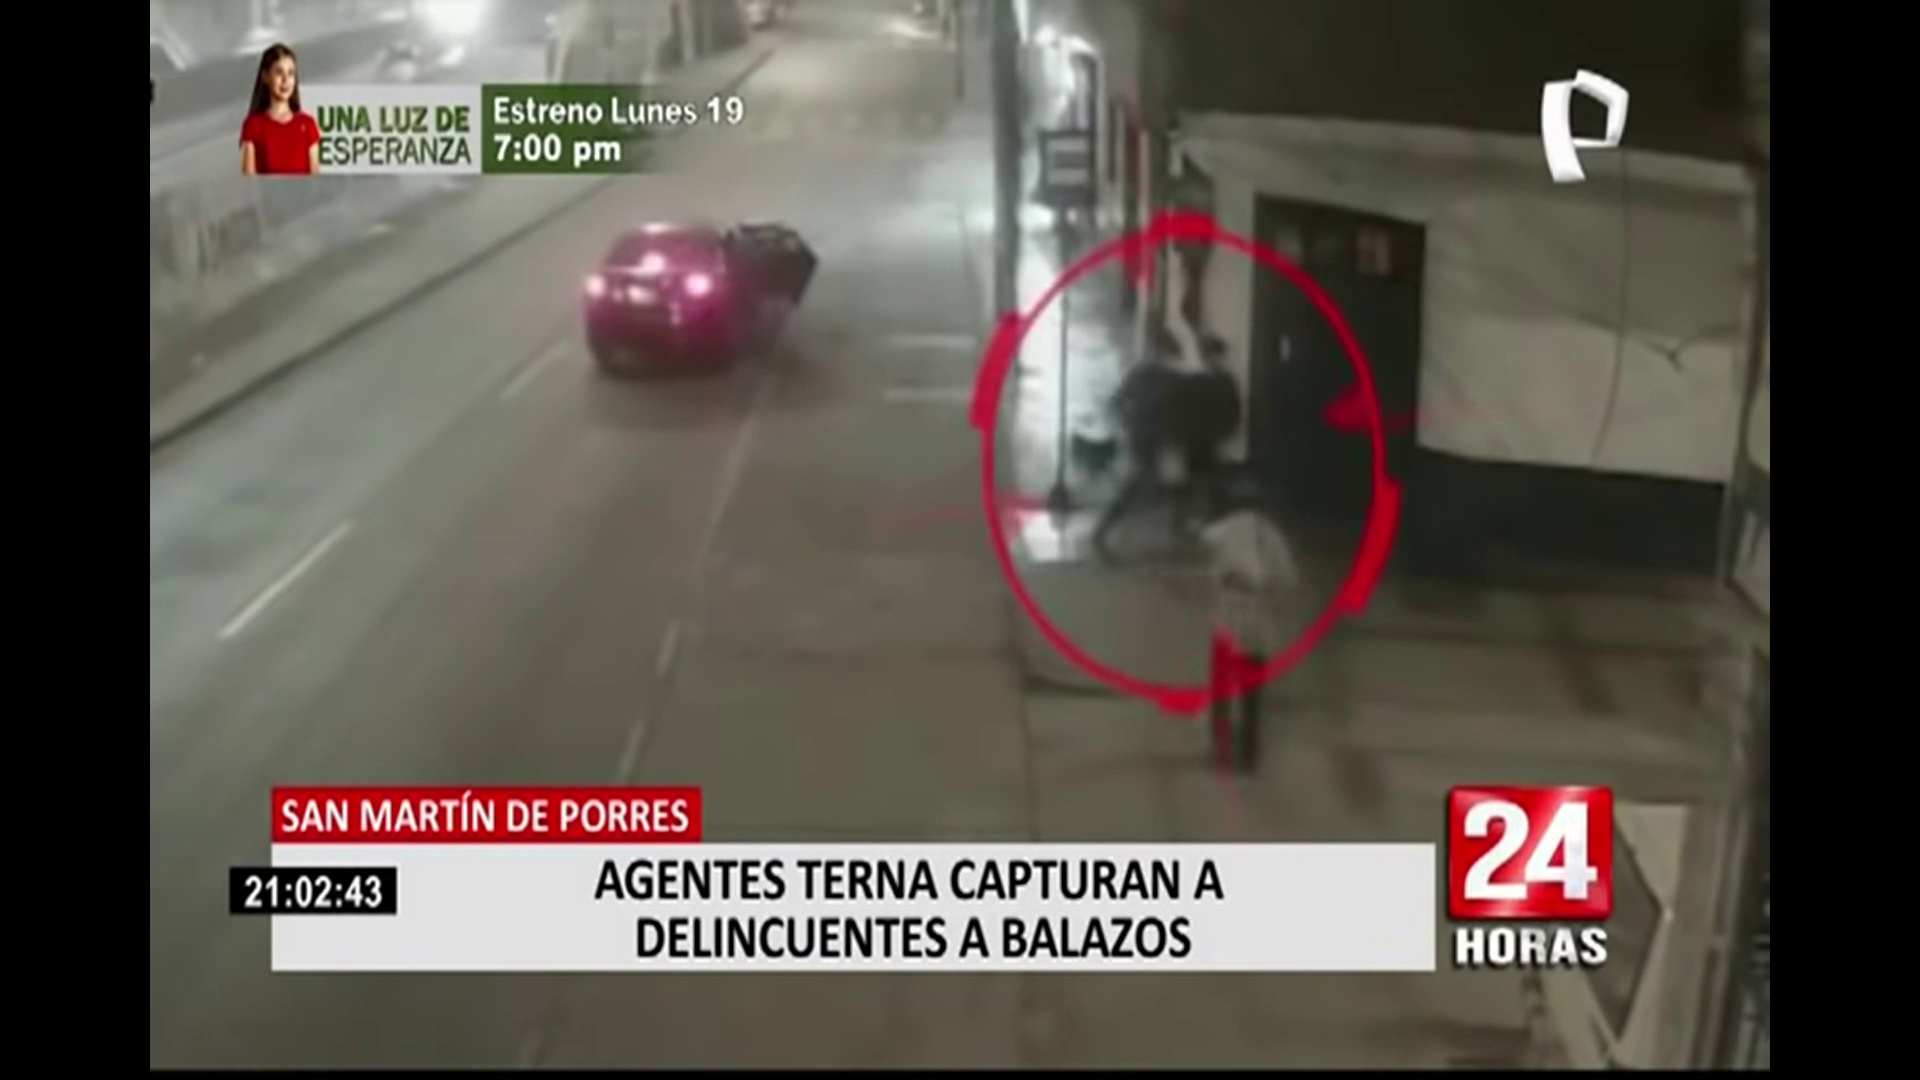 UNA LUZ DE
ESPERANZA
Estreno Lunes 19
7:00 pm
SAN MARTÍN DE PORRES
21:02:43
AGENTES TERNA CAPTURAN A
DELINCUENTES A BALAZOS
24
HORAS